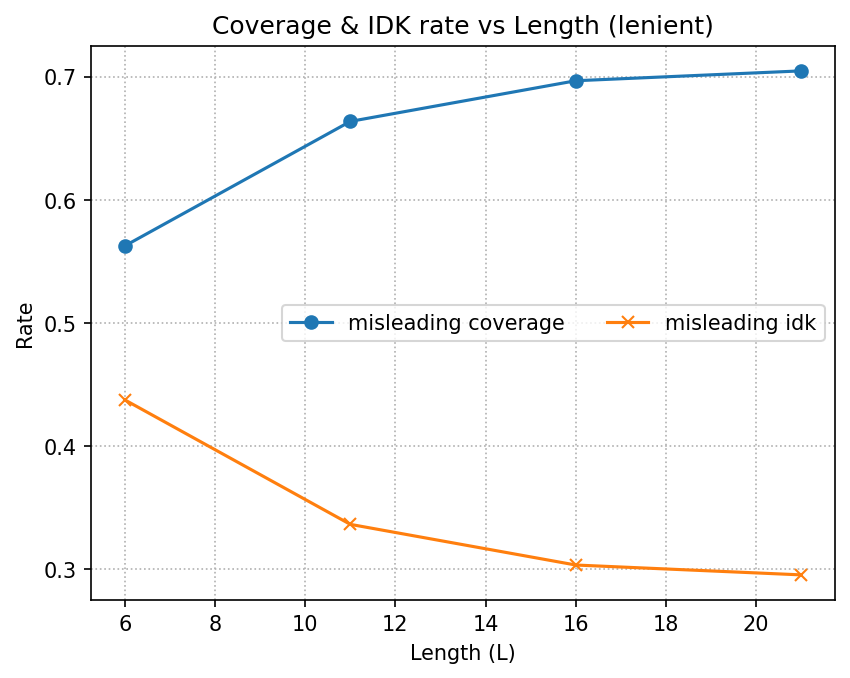 Coverage & IDK rate vs Length (lenient)
0.7
0.6
0.5
0.4
0.3
Rate
misleading coverage misleading idk
6 8 10 12 14 16 18 20
Length (L)